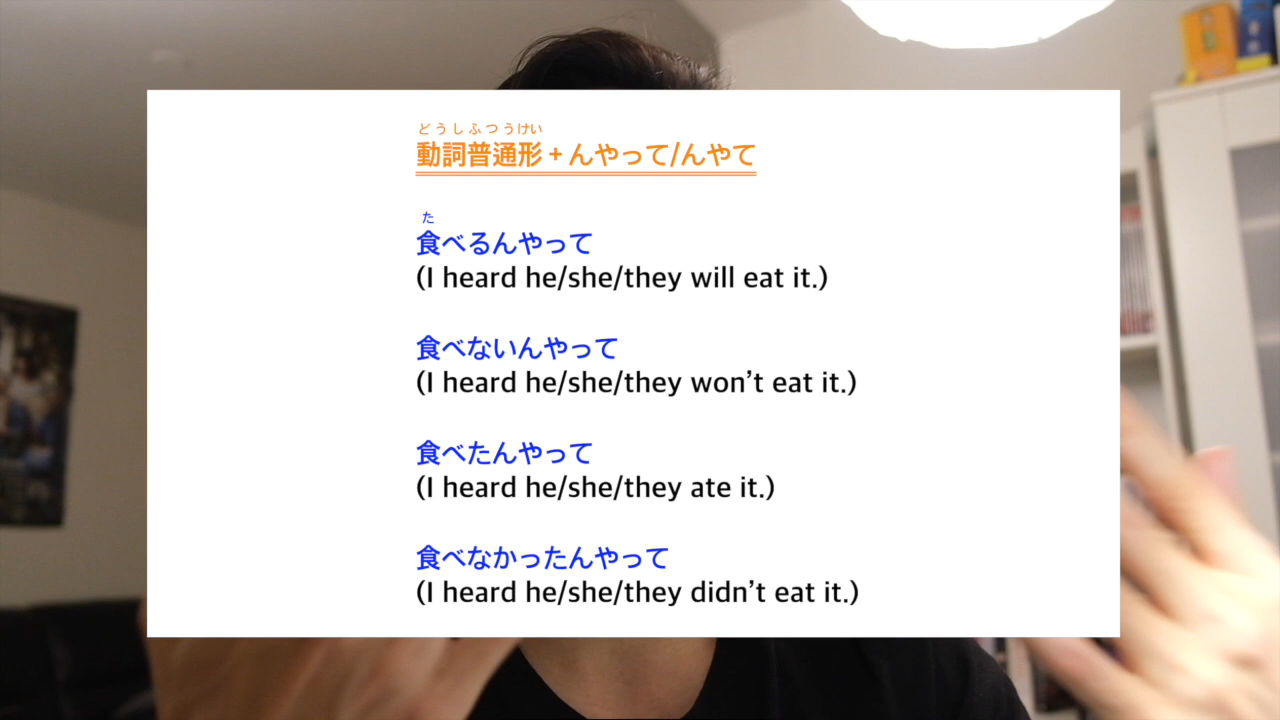 どうしふつうけい
動詞普通形 + んやって/んやて
た
食べるんやって
(I heard he/she/they will eat it.)
食べないんやって
(I heard he/she/they won't eat it.)
食べたんやって
(I heard he/she/they ate it.)
食べなかったんやって
(I heard he/she/they didn't eat it.)